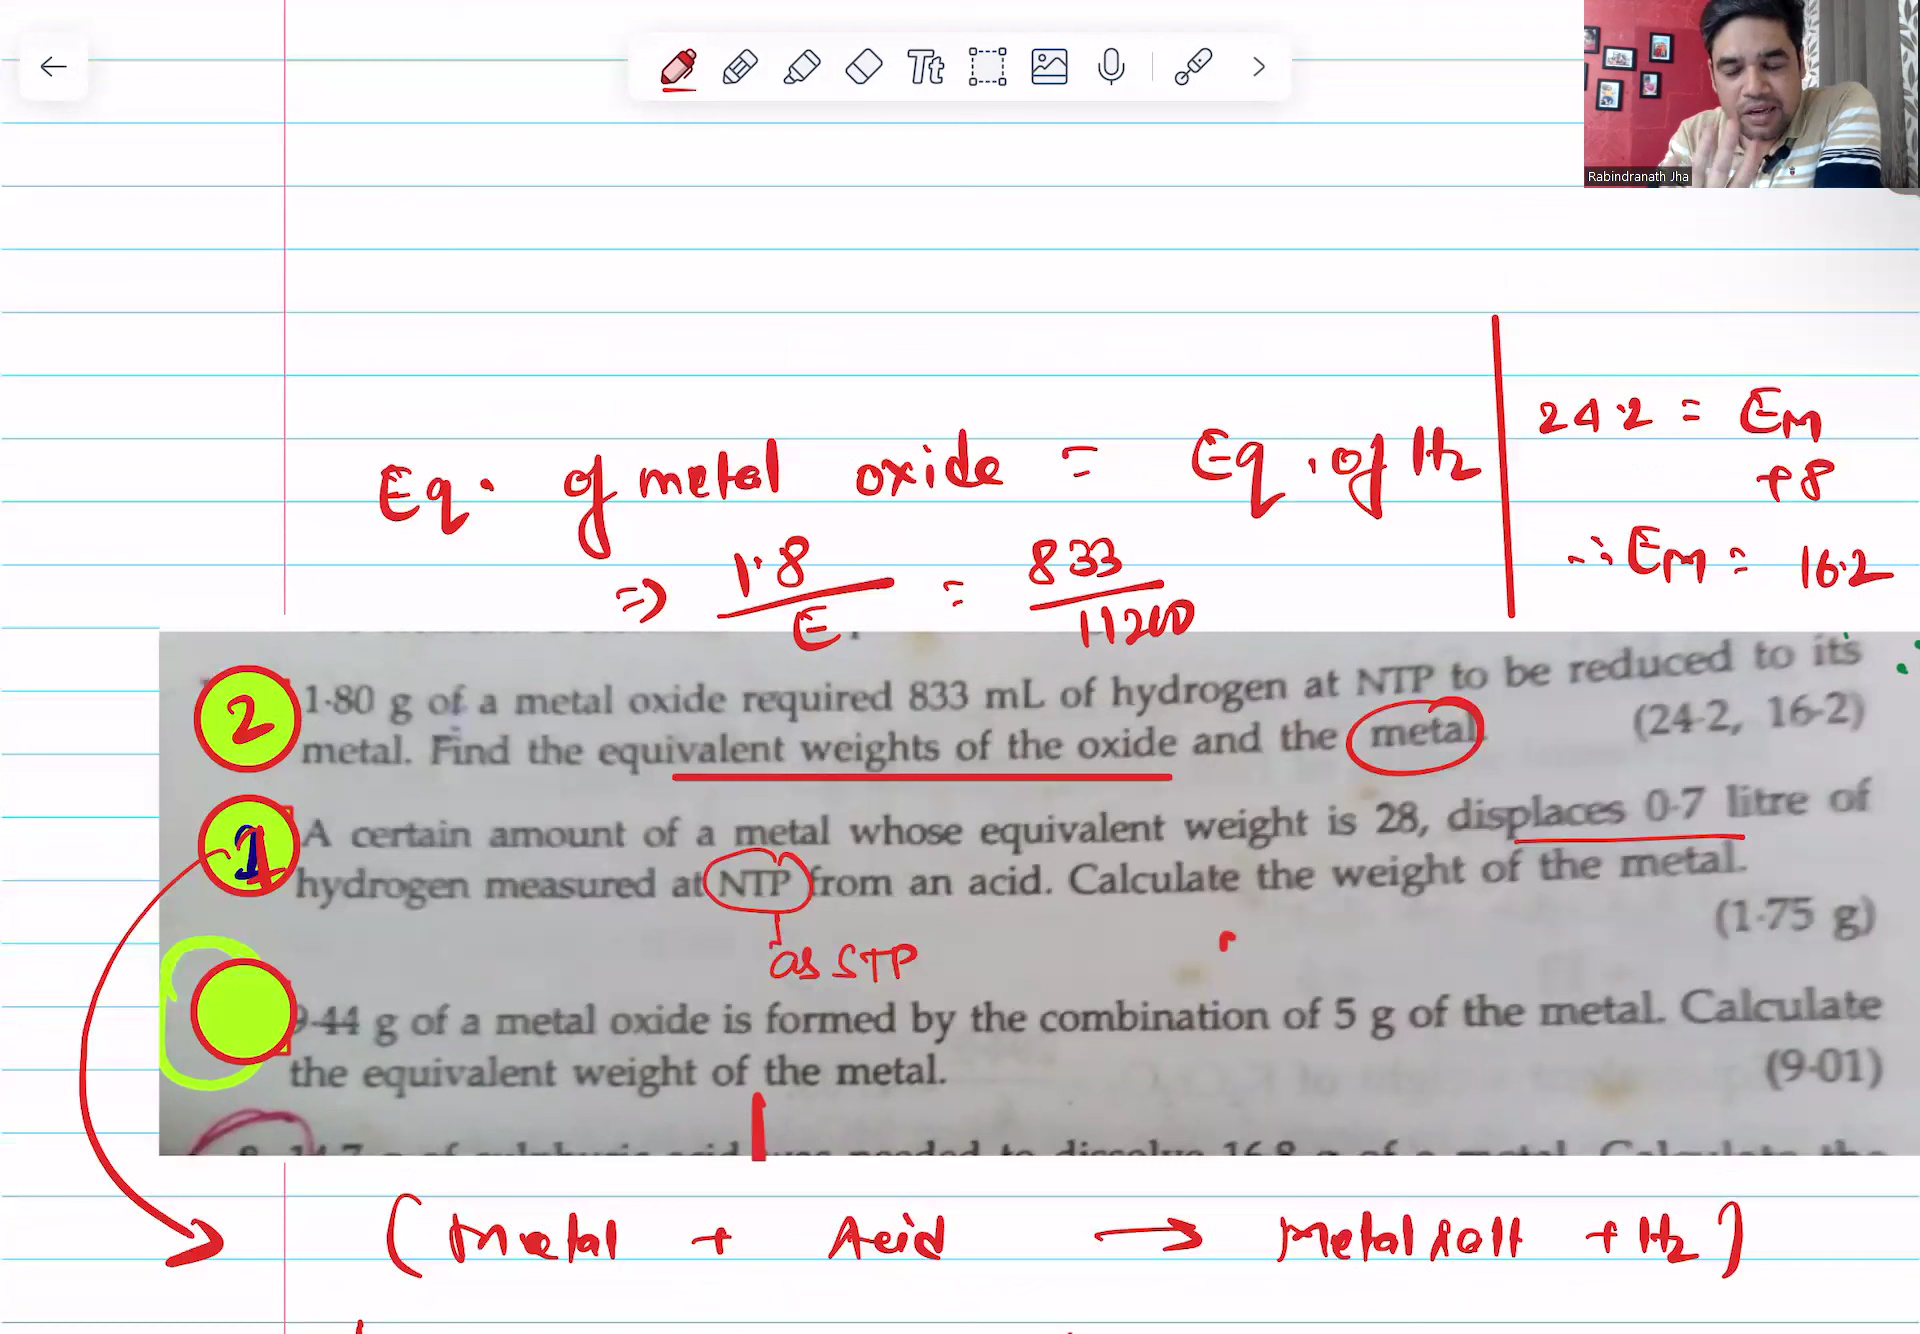 Tt
Rabindranath Jha
Eq. of metal oxide = Eq. of H2
=> 1.8/E = 833/11200
24.2 = EM
+8
∴ EM = 16.2
2
1·80 g of a metal oxide required 833 mL of hydrogen at NTP to be reduced to its
metal. Find the equivalent weights of the oxide and the metal. (24·2, 16·2)
1
A certain amount of a metal whose equivalent weight is 28, displaces 0·7 litre of
hydrogen measured at NTP from an acid. Calculate the weight of the metal.
(1·75 g)
as STP
9·44 g of a metal oxide is formed by the combination of 5 g of the metal. Calculate
the equivalent weight of the metal. (9·01)
(Metal + Acid → Metal salt + H2)